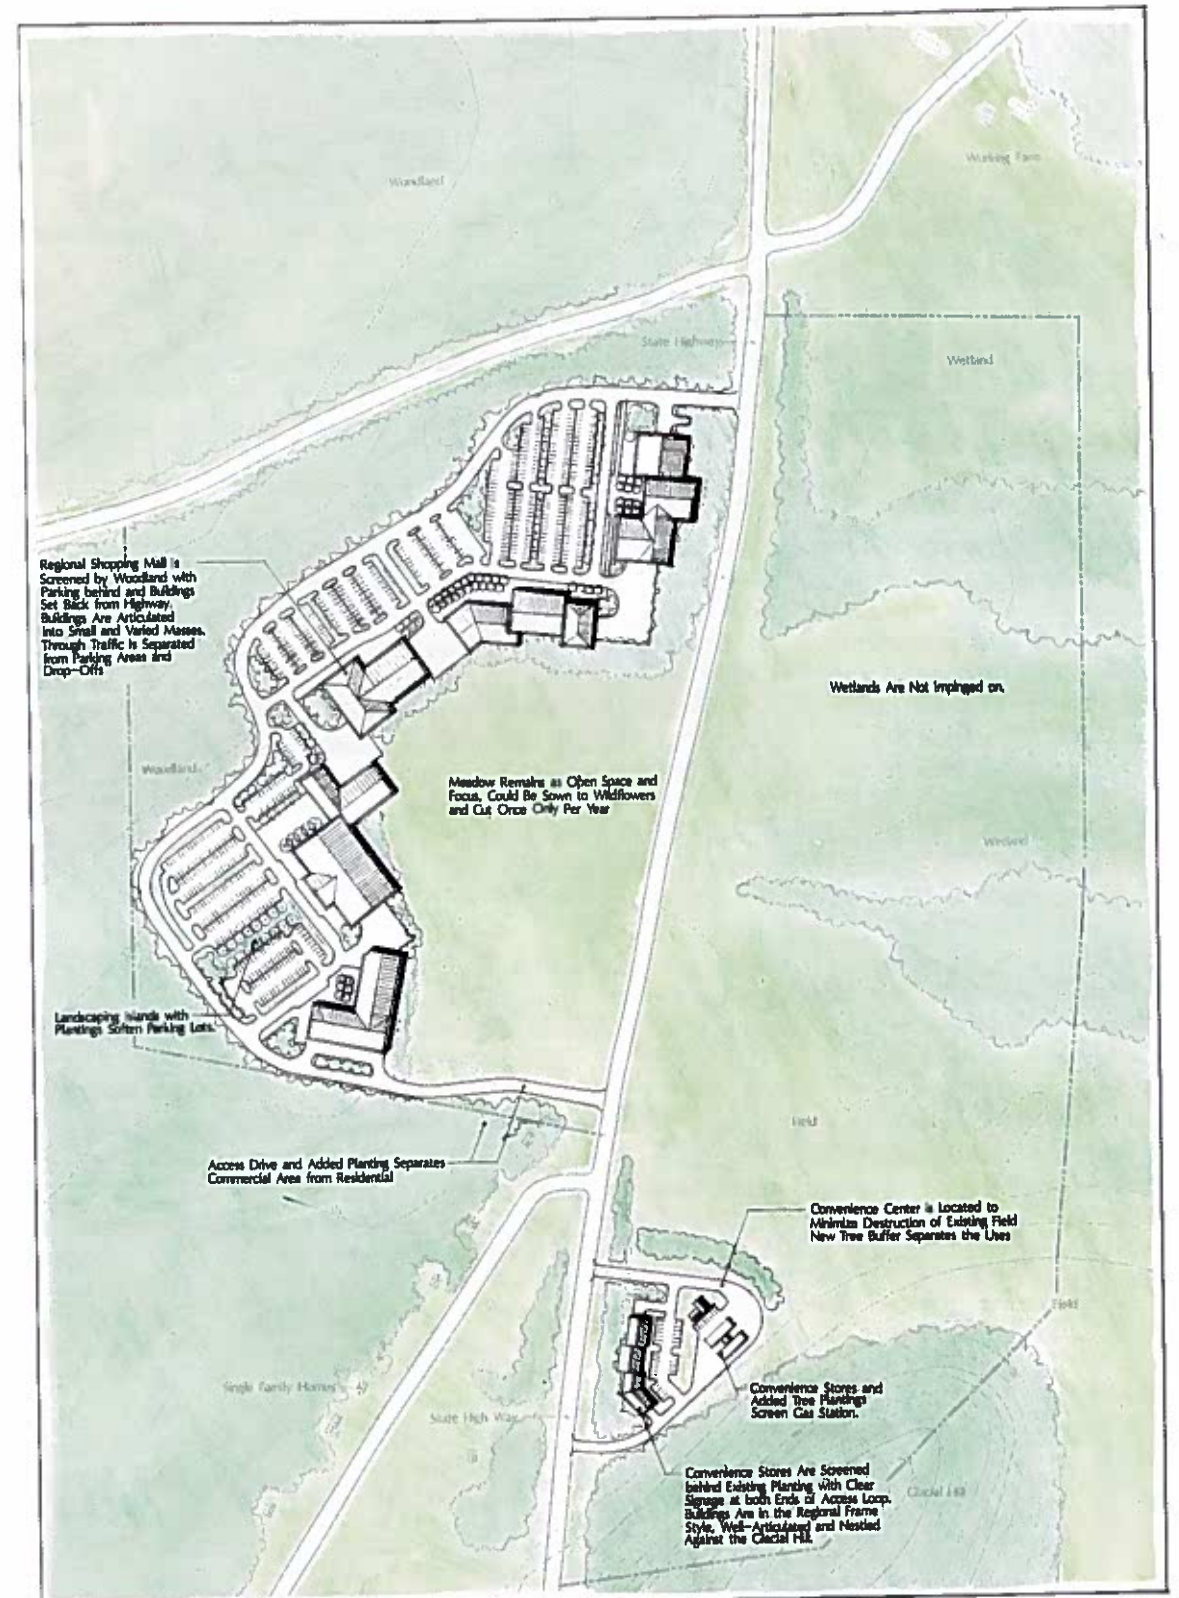 Woodland
Working Farm
State Highway
Wetland
Regional Shopping Mall is
Screened by Woodland with
Parking behind and Buildings
Set Back from Highway.
Buildings Are Articulated
into Small and Varied Masses.
Through Traffic is Separated
from Parking Areas and
Drop-Offs
Wetlands Are Not Impinged on.
Woodland
Meadow Remains as Open Space and
Focus, Could Be Sown to Wildflowers
and Cut Once Only Per Year
Wetland
Landscaping Islands with
Plantings Soften Parking Lots.
Field
Access Drive and Added Planting Separates
Commercial Area from Residential
Convenience Center is Located to
Minimize Destruction of Existing Field
New Tree Buffer Separates the Uses
Field
Single Family Homes
State High Way
Convenience Stores and
Added Tree Plantings
Screen Gas Station.
Convenience Stores Are Screened
behind Existing Planting with Clear
Signage at both Ends of Access Loop.
Buildings Are in the Regional Frame
Style, Well-Articulated and Nestled
Against the Glacial Hill.
Glacial Hill